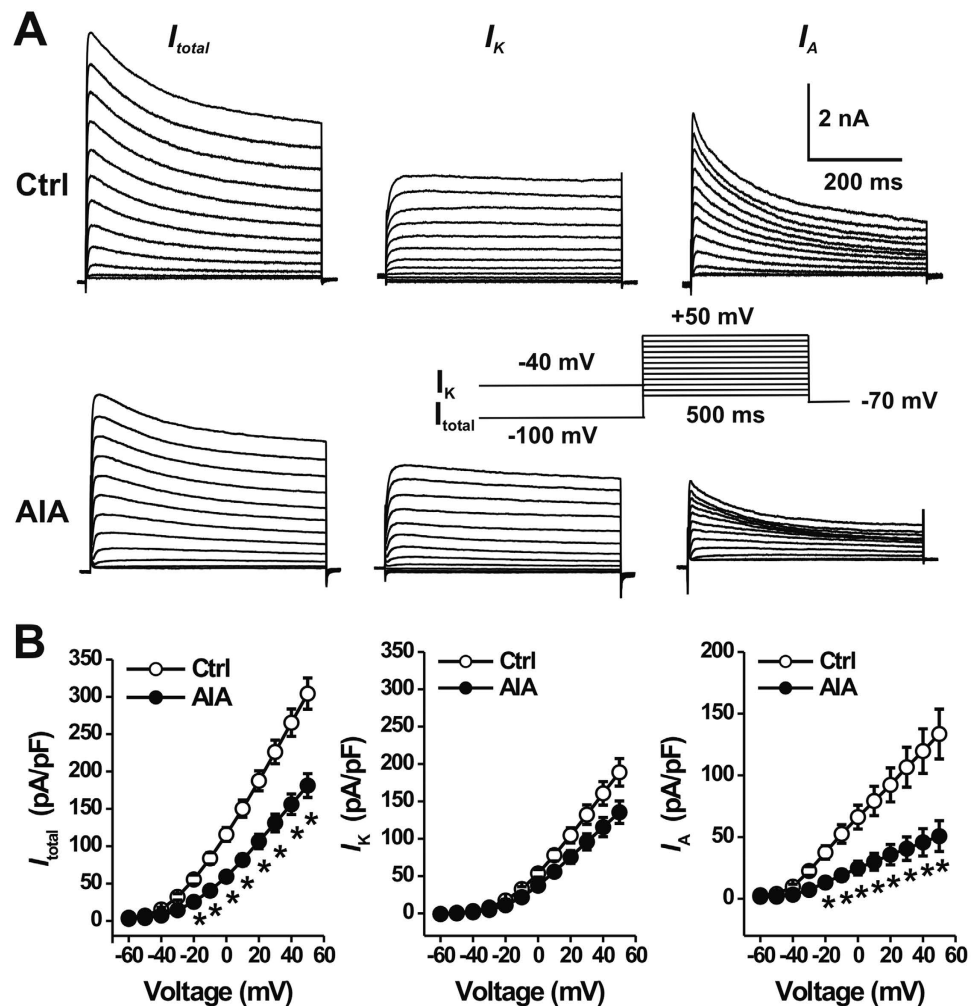 A
I_total I_K I_A
2 nA
200 ms
Ctrl
+50 mV
-40 mV
I_K
I_total
-70 mV
500 ms
-100 mV
AIA
B
350
300
250
200
150
100
50
0
I_total (pA/pF)
Ctrl
AIA
* * * * * * * *
-60 -40 -20 0 20 40 60
Voltage (mV)
350
300
250
200
150
100
50
0
I_K (pA/pF)
Ctrl
AIA
-60 -40 -20 0 20 40 60
Voltage (mV)
200
150
100
50
0
I_A (pA/pF)
Ctrl
AIA
* * * * * * * *
-60 -40 -20 0 20 40 60
Voltage (mV)